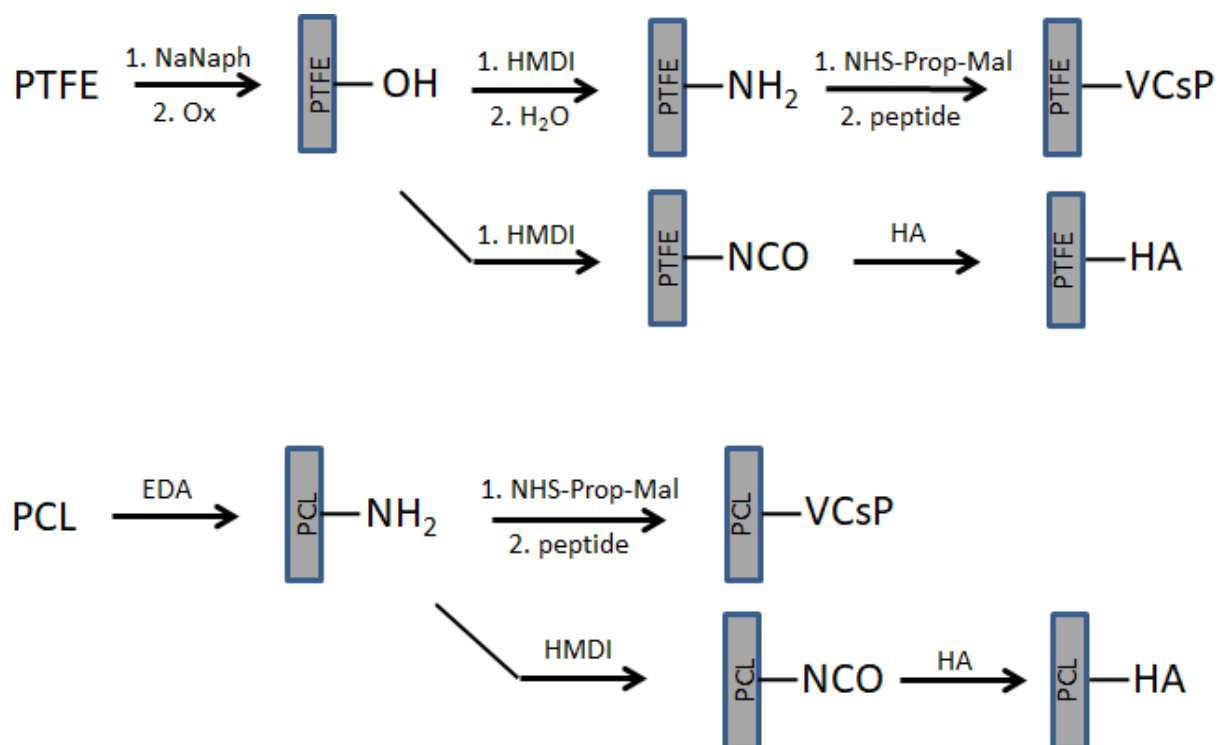 PTFE
1. NaNaph
2. Ox
PTFE
OH
1. HMDI
2. H₂O
PTFE
NH₂
1. NHS-Prop-Mal
2. peptide
PTFE
VCsP
1. HMDI
PTFE
NCO
HA
PTFE
HA
PCL
EDA
PCL
NH₂
1. NHS-Prop-Mal
2. peptide
PCL
VCsP
HMDI
PCL
NCO
HA
PCL
HA